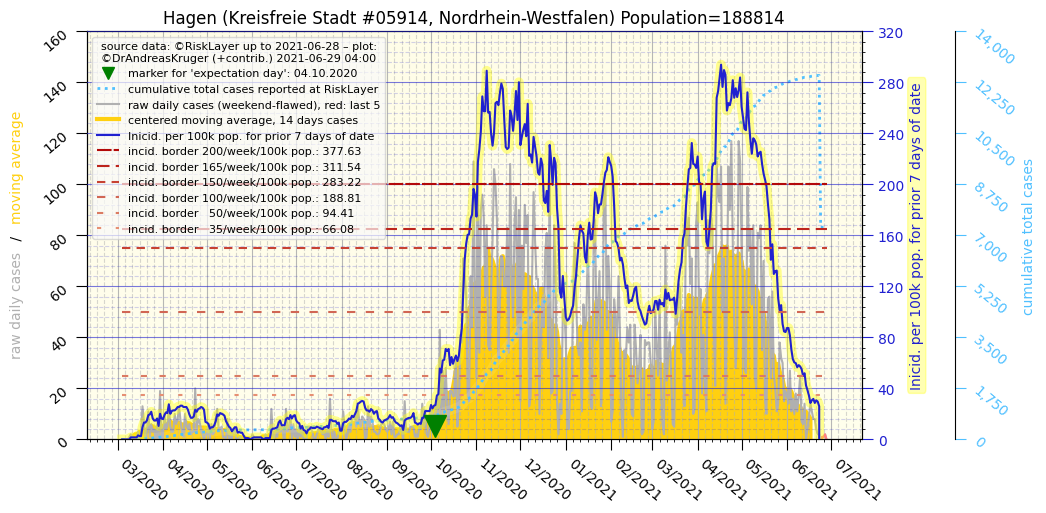 Hagen (Kreisfreie Stadt #05914, Nordrhein-Westfalen) Population=188814
source data: ©RiskLayer up to 2021-06-28 – plot:
©DrAndreasKruger (+contrib.) 2021-06-29 04:00
marker for 'expectation day': 04.10.2020
cumulative total cases reported at RiskLayer
raw daily cases (weekend-flawed), red: last 5
centered moving average, 14 days cases
Inicid. per 100k pop. for prior 7 days of date
incid. border 200/week/100k pop.: 377.63
incid. border 165/week/100k pop.: 311.54
incid. border 150/week/100k pop.: 283.22
incid. border 100/week/100k pop.: 188.81
incid. border   50/week/100k pop.: 94.41
incid. border   35/week/100k pop.: 66.08
raw daily cases   /   moving average
160
140
120
100
80
60
40
20
0
03/2020
04/2020
05/2020
06/2020
07/2020
08/2020
09/2020
10/2020
11/2020
12/2020
01/2021
02/2021
03/2021
04/2021
05/2021
06/2021
07/2021
320
280
240
200
160
120
80
40
0
Inicid. per 100k pop. for prior 7 days of date
14,000
12,250
10,500
8,750
7,000
5,250
3,500
1,750
0
cumulative total cases